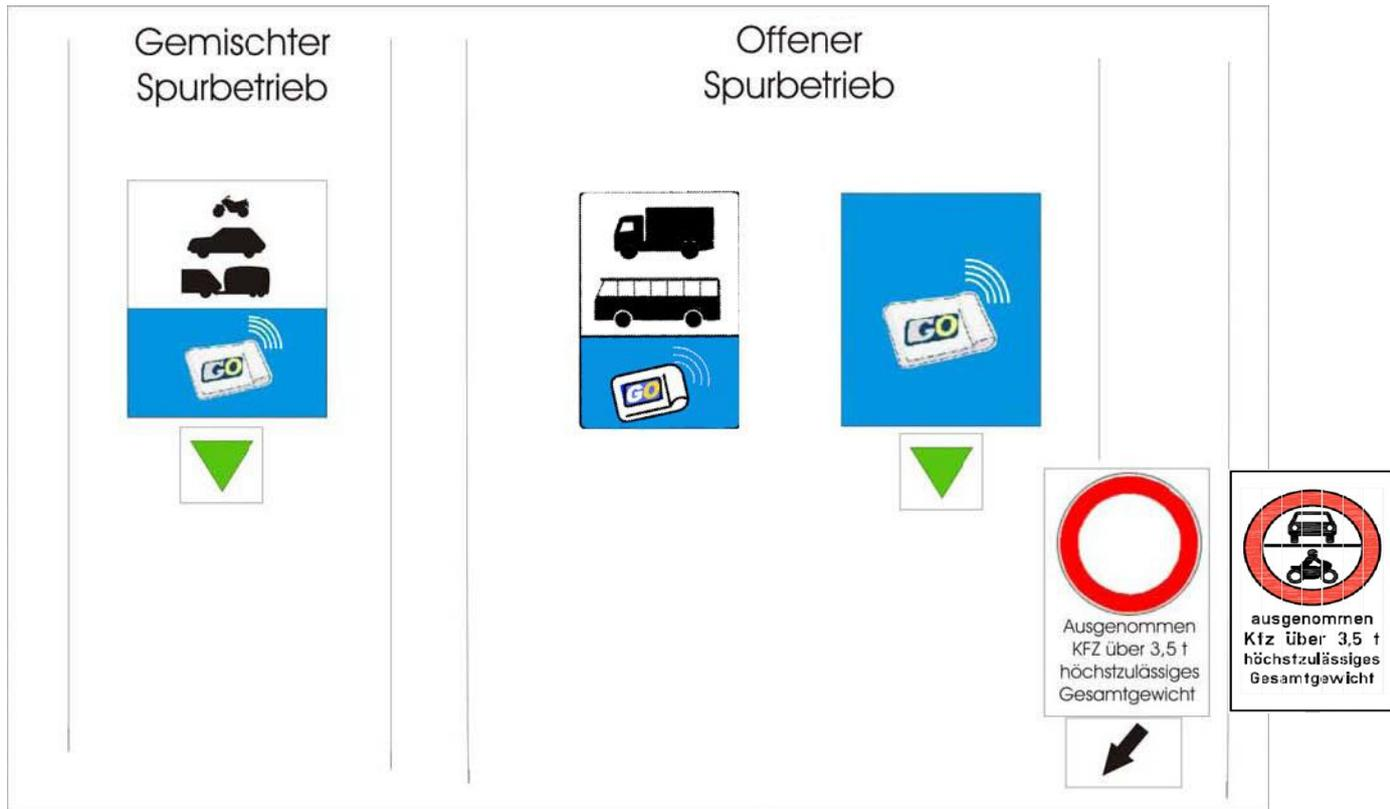 Gemischter
Spurbetrieb
Offener
Spurbetrieb
GO
GO
GO
Ausgenommen
KFZ über 3,5 t
höchstzulässiges
Gesamtgewicht
ausgenommen
Kfz über 3,5 t
höchstzulässiges
Gesamtgewicht